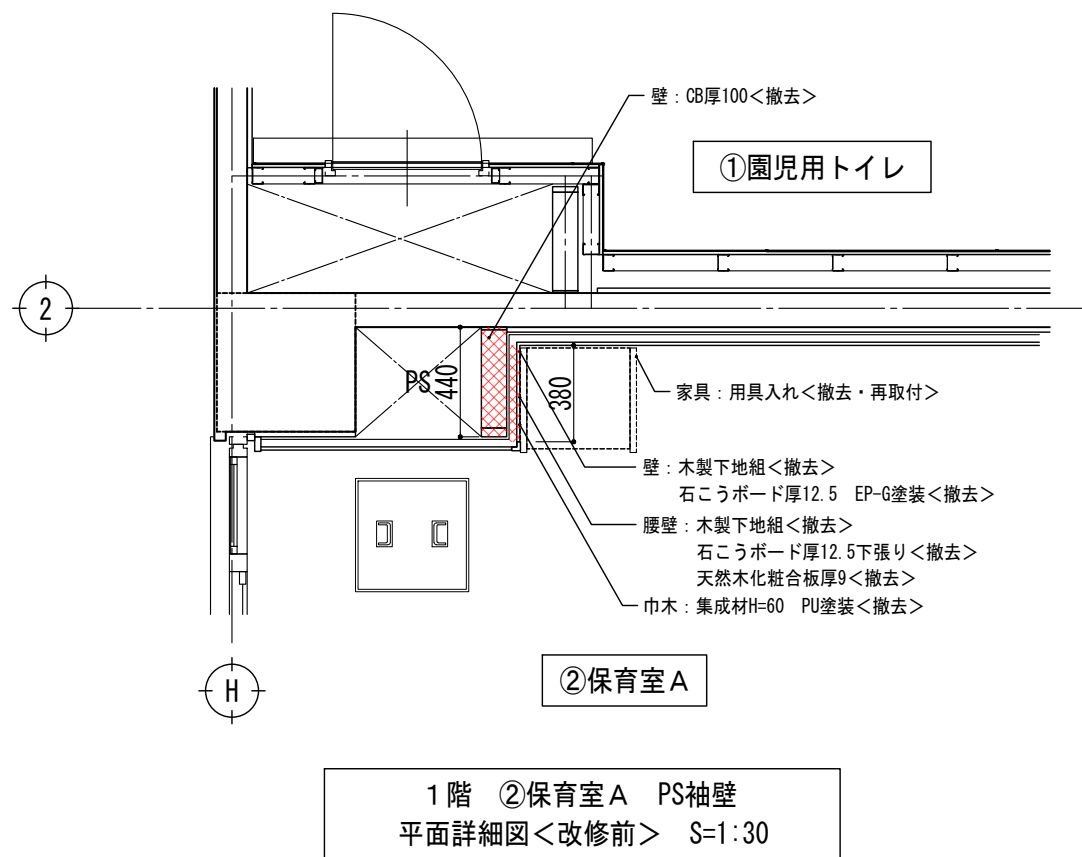 壁：CB厚100＜撤去＞
①園児用トイレ
2
PS
440
380
家具：用具入れ＜撤去・再取付＞
壁：木製下地組＜撤去＞
石こうボード厚12.5　EP-G塗装＜撤去＞
腰壁：木製下地組＜撤去＞
石こうボード厚12.5下張り＜撤去＞
天然木化粧合板厚9＜撤去＞
巾木：集成材H=60　PU塗装＜撤去＞
H
②保育室Ａ
１階　②保育室Ａ　PS袖壁
平面詳細図＜改修前＞　S=1:30